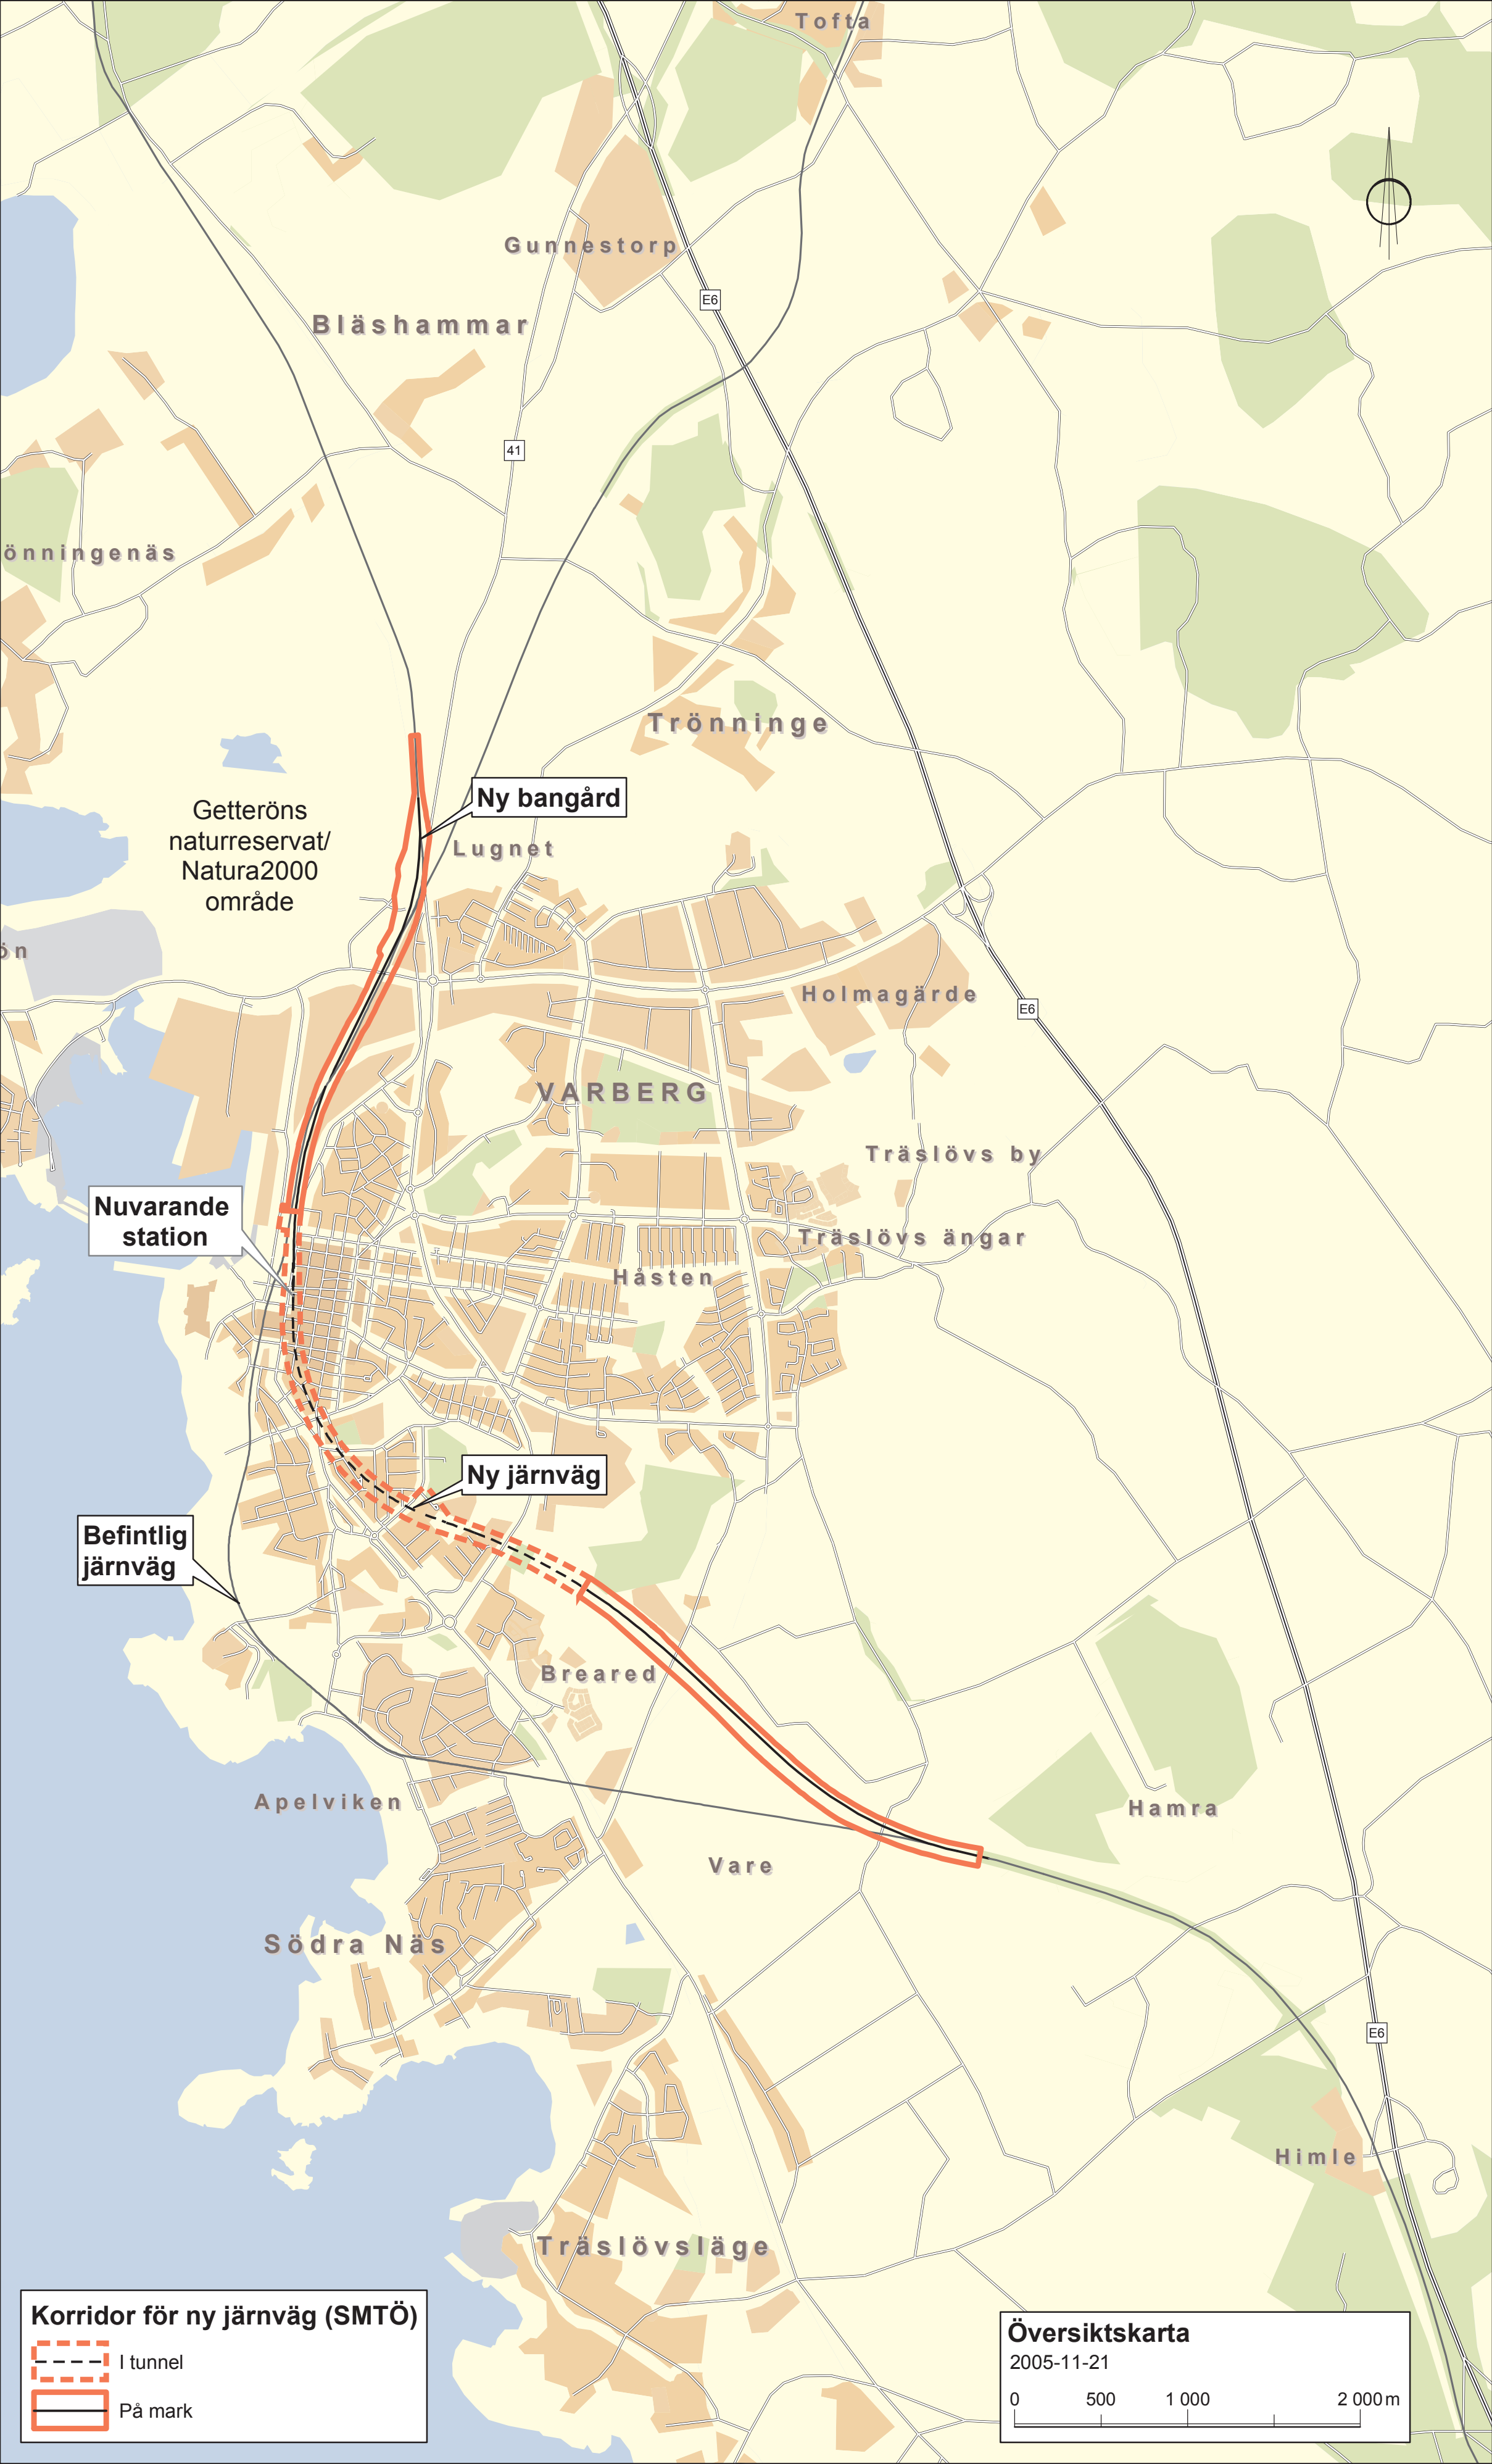 Tofta
Gunnestorp
E6
Bläshammar
41
önningenäs
Trönninge
Ny bangård
Getteröns
naturreservat/
Natura2000
område
Lugnet
ön
Holmagärde
E6
VARBERG
Träslövs by
Nuvarande
station
Träslövs ängar
Håsten
Ny järnväg
Befintlig
järnväg
Breared
Apelviken
Hamra
Vare
Södra Näs
E6
Himle
Träslövsläge
Korridor för ny järnväg (SMTÖ)
I tunnel
På mark
Översiktskarta
2005-11-21
0 500 1 000 2 000 m